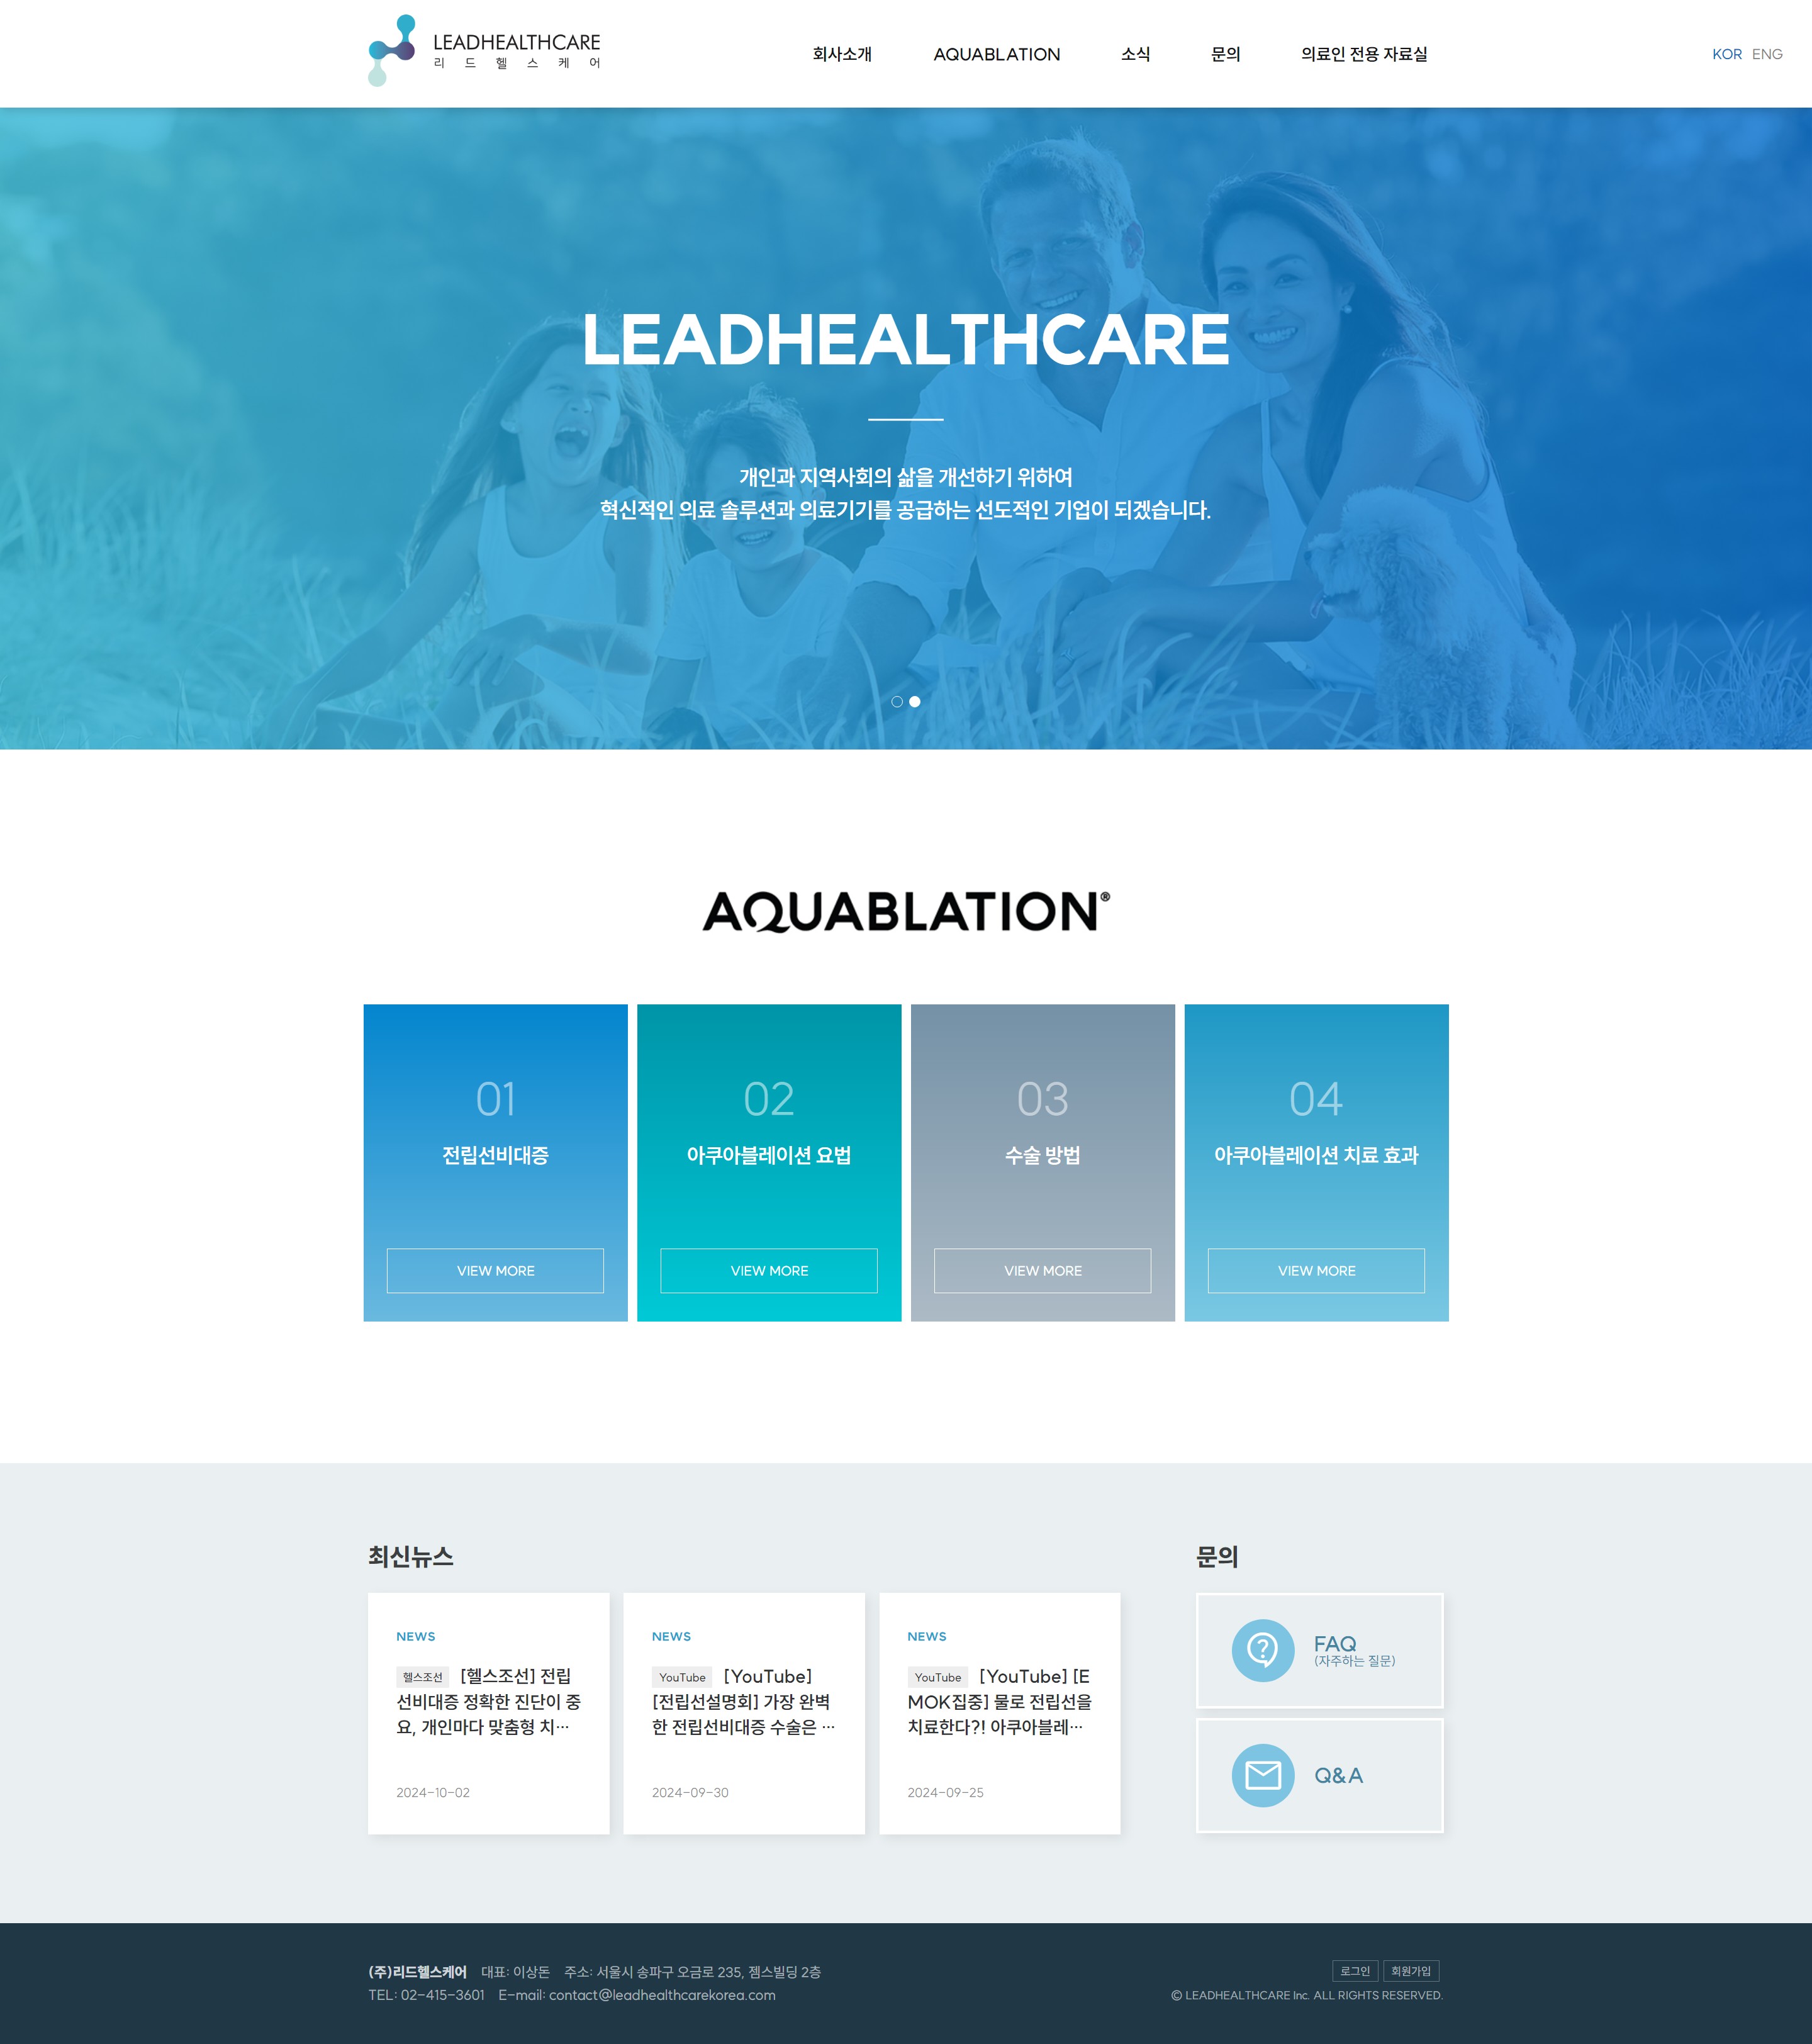 LEADHEALTHCARE
리드헬스케어
회사소개
AQUABLATION
소식
문의
의료인 전용 자료실
KOR ENG
LEADHEALTHCARE
개인과 지역사회의 삶을 개선하기 위하여
혁신적인 의료 솔루션과 의료기기를 공급하는 선도적인 기업이 되겠습니다.
AQUABLATION®
01
전립선비대증
VIEW MORE
02
아쿠아블레이션 요법
VIEW MORE
03
수술 방법
VIEW MORE
04
아쿠아블레이션 치료 효과
VIEW MORE
최신뉴스
NEWS
헬스조선 [헬스조선] 전립
선비대증 정확한 진단이 중
요, 개인마다 맞춤형 치…
2024-10-02
NEWS
YouTube [YouTube]
[전립선설명회] 가장 완벽
한 전립선비대증 수술은 …
2024-09-30
NEWS
YouTube [YouTube] [E
MOK집중] 물로 전립선을
치료한다?! 아쿠아블레…
2024-09-25
문의
FAQ
(자주하는 질문)
Q&A
(주)리드헬스케어 대표: 이상돈 주소: 서울시 송파구 오금로 235, 젬스빌딩 2층
TEL: 02-415-3601 E-mail: contact@leadhealthcarekorea.com
로그인 회원가입
© LEADHEALTHCARE Inc. ALL RIGHTS RESERVED.